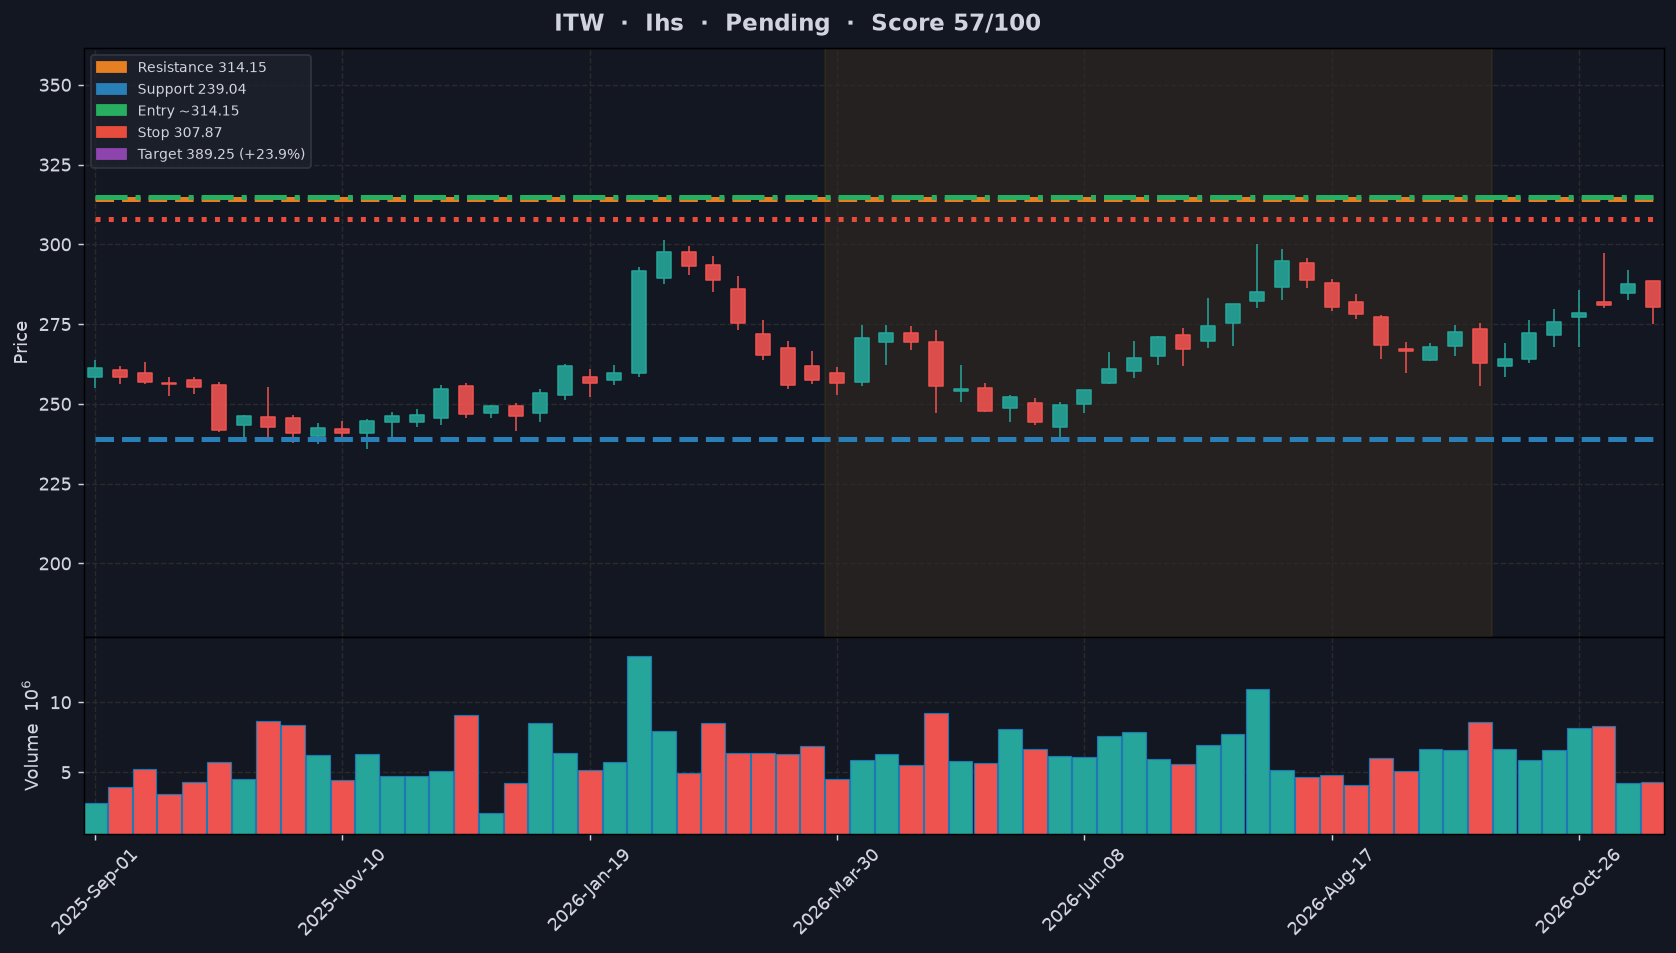 ITW · Ihs · Pending · Score 57/100
Resistance 314.15
Support 239.04
Entry ~314.15
Stop 307.87
Target 389.25 (+23.9%)
350
325
300
275
250
225
200
Price
10
5
Volume 10⁶
2025-Sep-01
2025-Nov-10
2026-Jan-19
2026-Mar-30
2026-Jun-08
2026-Aug-17
2026-Oct-26